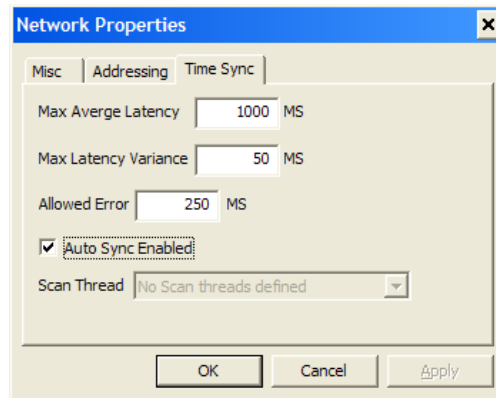 Network Properties
Misc Addressing Time Sync
Max Averge Latency 1000 MS
Max Latency Variance 50 MS
Allowed Error 250 MS
Auto Sync Enabled
Scan Thread No Scan threads defined
OK Cancel Apply